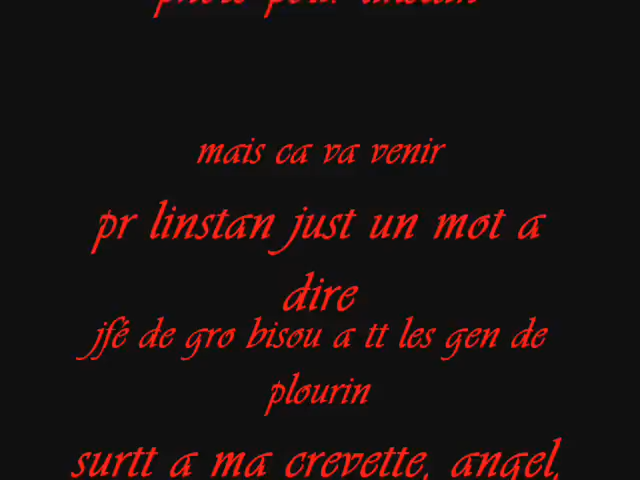 mais ca va venir
pr linstan just un mot a
dire
jfé de gro bisou a tt les gen de
plourin
surtt a ma crevette, angel,